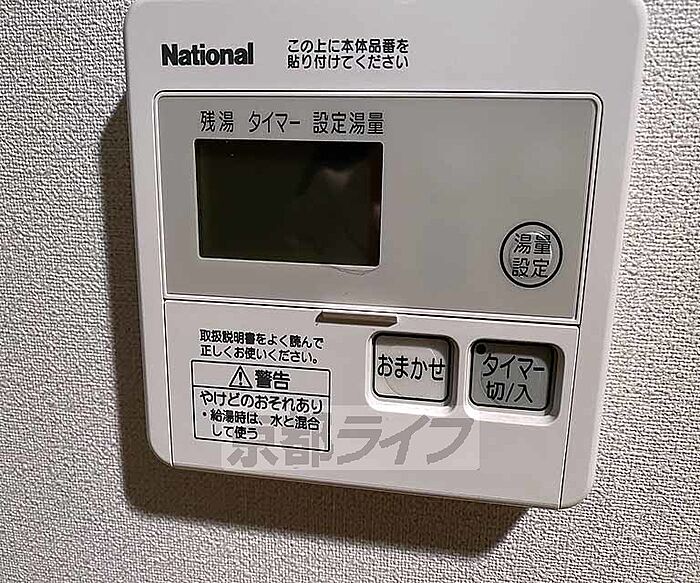 National
この上に本体品番を
貼り付けてください
残湯 タイマー 設定湯量
湯量
設定
取扱説明書をよく読んで
正しくお使いください。
おまかせ
タイマー
切/入
警告
やけどのおそれあり
・給湯時は、水と混合
して使う
京都ライフ